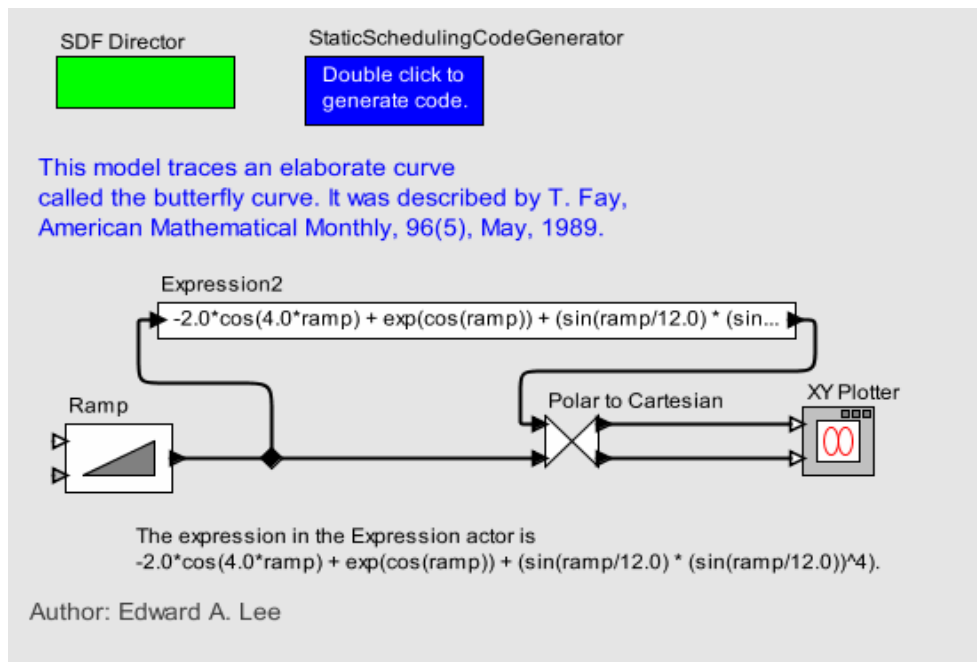 SDF Director
StaticSchedulingCodeGenerator
Double click to
generate code.
This model traces an elaborate curve
called the butterfly curve. It was described by T. Fay,
American Mathematical Monthly, 96(5), May, 1989.
Expression2
-2.0*cos(4.0*ramp) + exp(cos(ramp)) + (sin(ramp/12.0) * (sin...
Ramp
Polar to Cartesian
XY Plotter
The expression in the Expression actor is
-2.0*cos(4.0*ramp) + exp(cos(ramp)) + (sin(ramp/12.0) * (sin(ramp/12.0))^4).
Author: Edward A. Lee